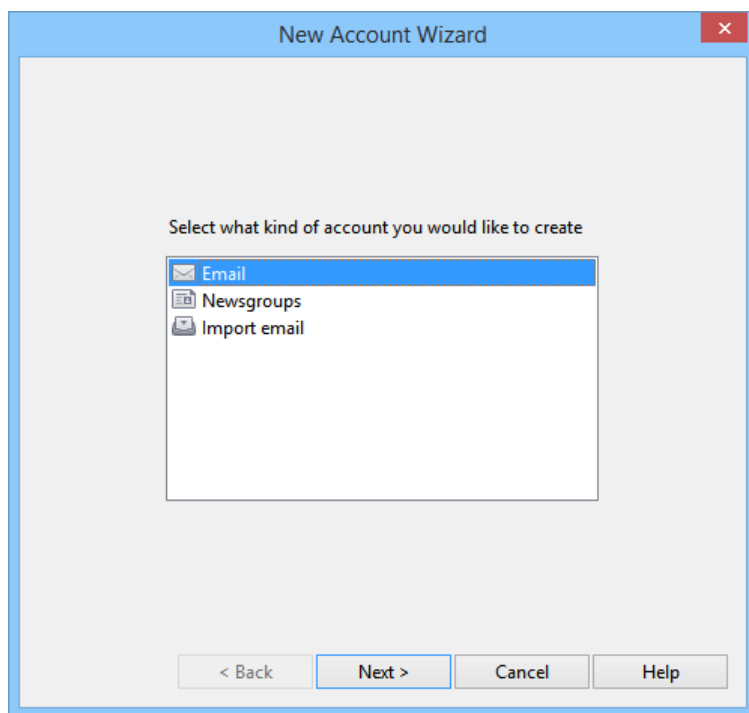 New Account Wizard
Select what kind of account you would like to create
Email
Newsgroups
Import email
< Back Next > Cancel Help